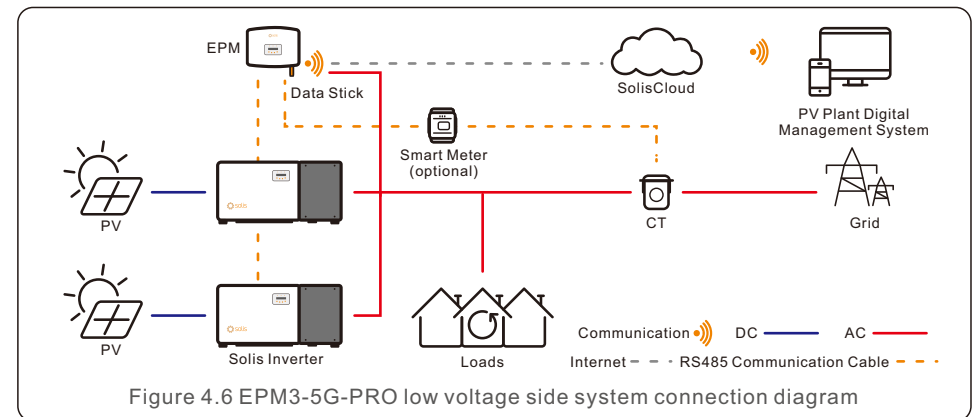 EPM
Data Stick
SolisCloud
PV Plant Digital
Management System
Smart Meter
(optional)
solis
PV
CT
Grid
solis
PV
Solis Inverter
Loads
Communication
DC
AC
Internet
RS485 Communication Cable
Figure 4.6 EPM3-5G-PRO low voltage side system connection diagram